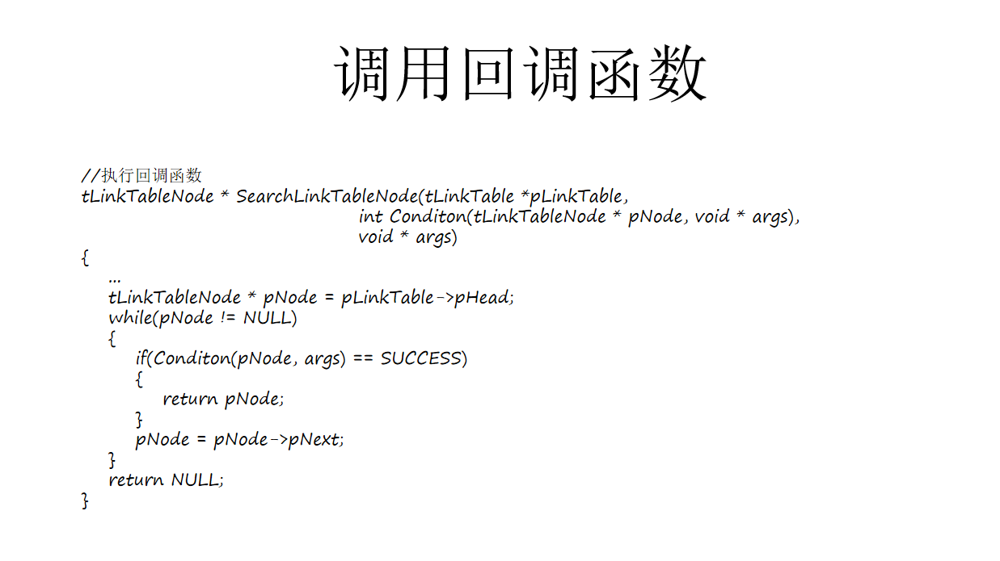 调用回调函数
//执行回调函数
tLinkTableNode * SearchLinkTableNode(tLinkTable *pLinkTable,
int Conditon(tLinkTableNode * pNode, void * args),
void * args)
{
...
tLinkTableNode * pNode = pLinkTable->pHead;
while(pNode != NULL)
{
if(Conditon(pNode, args) == SUCCESS)
{
return pNode;
}
pNode = pNode->pNext;
}
return NULL;
}